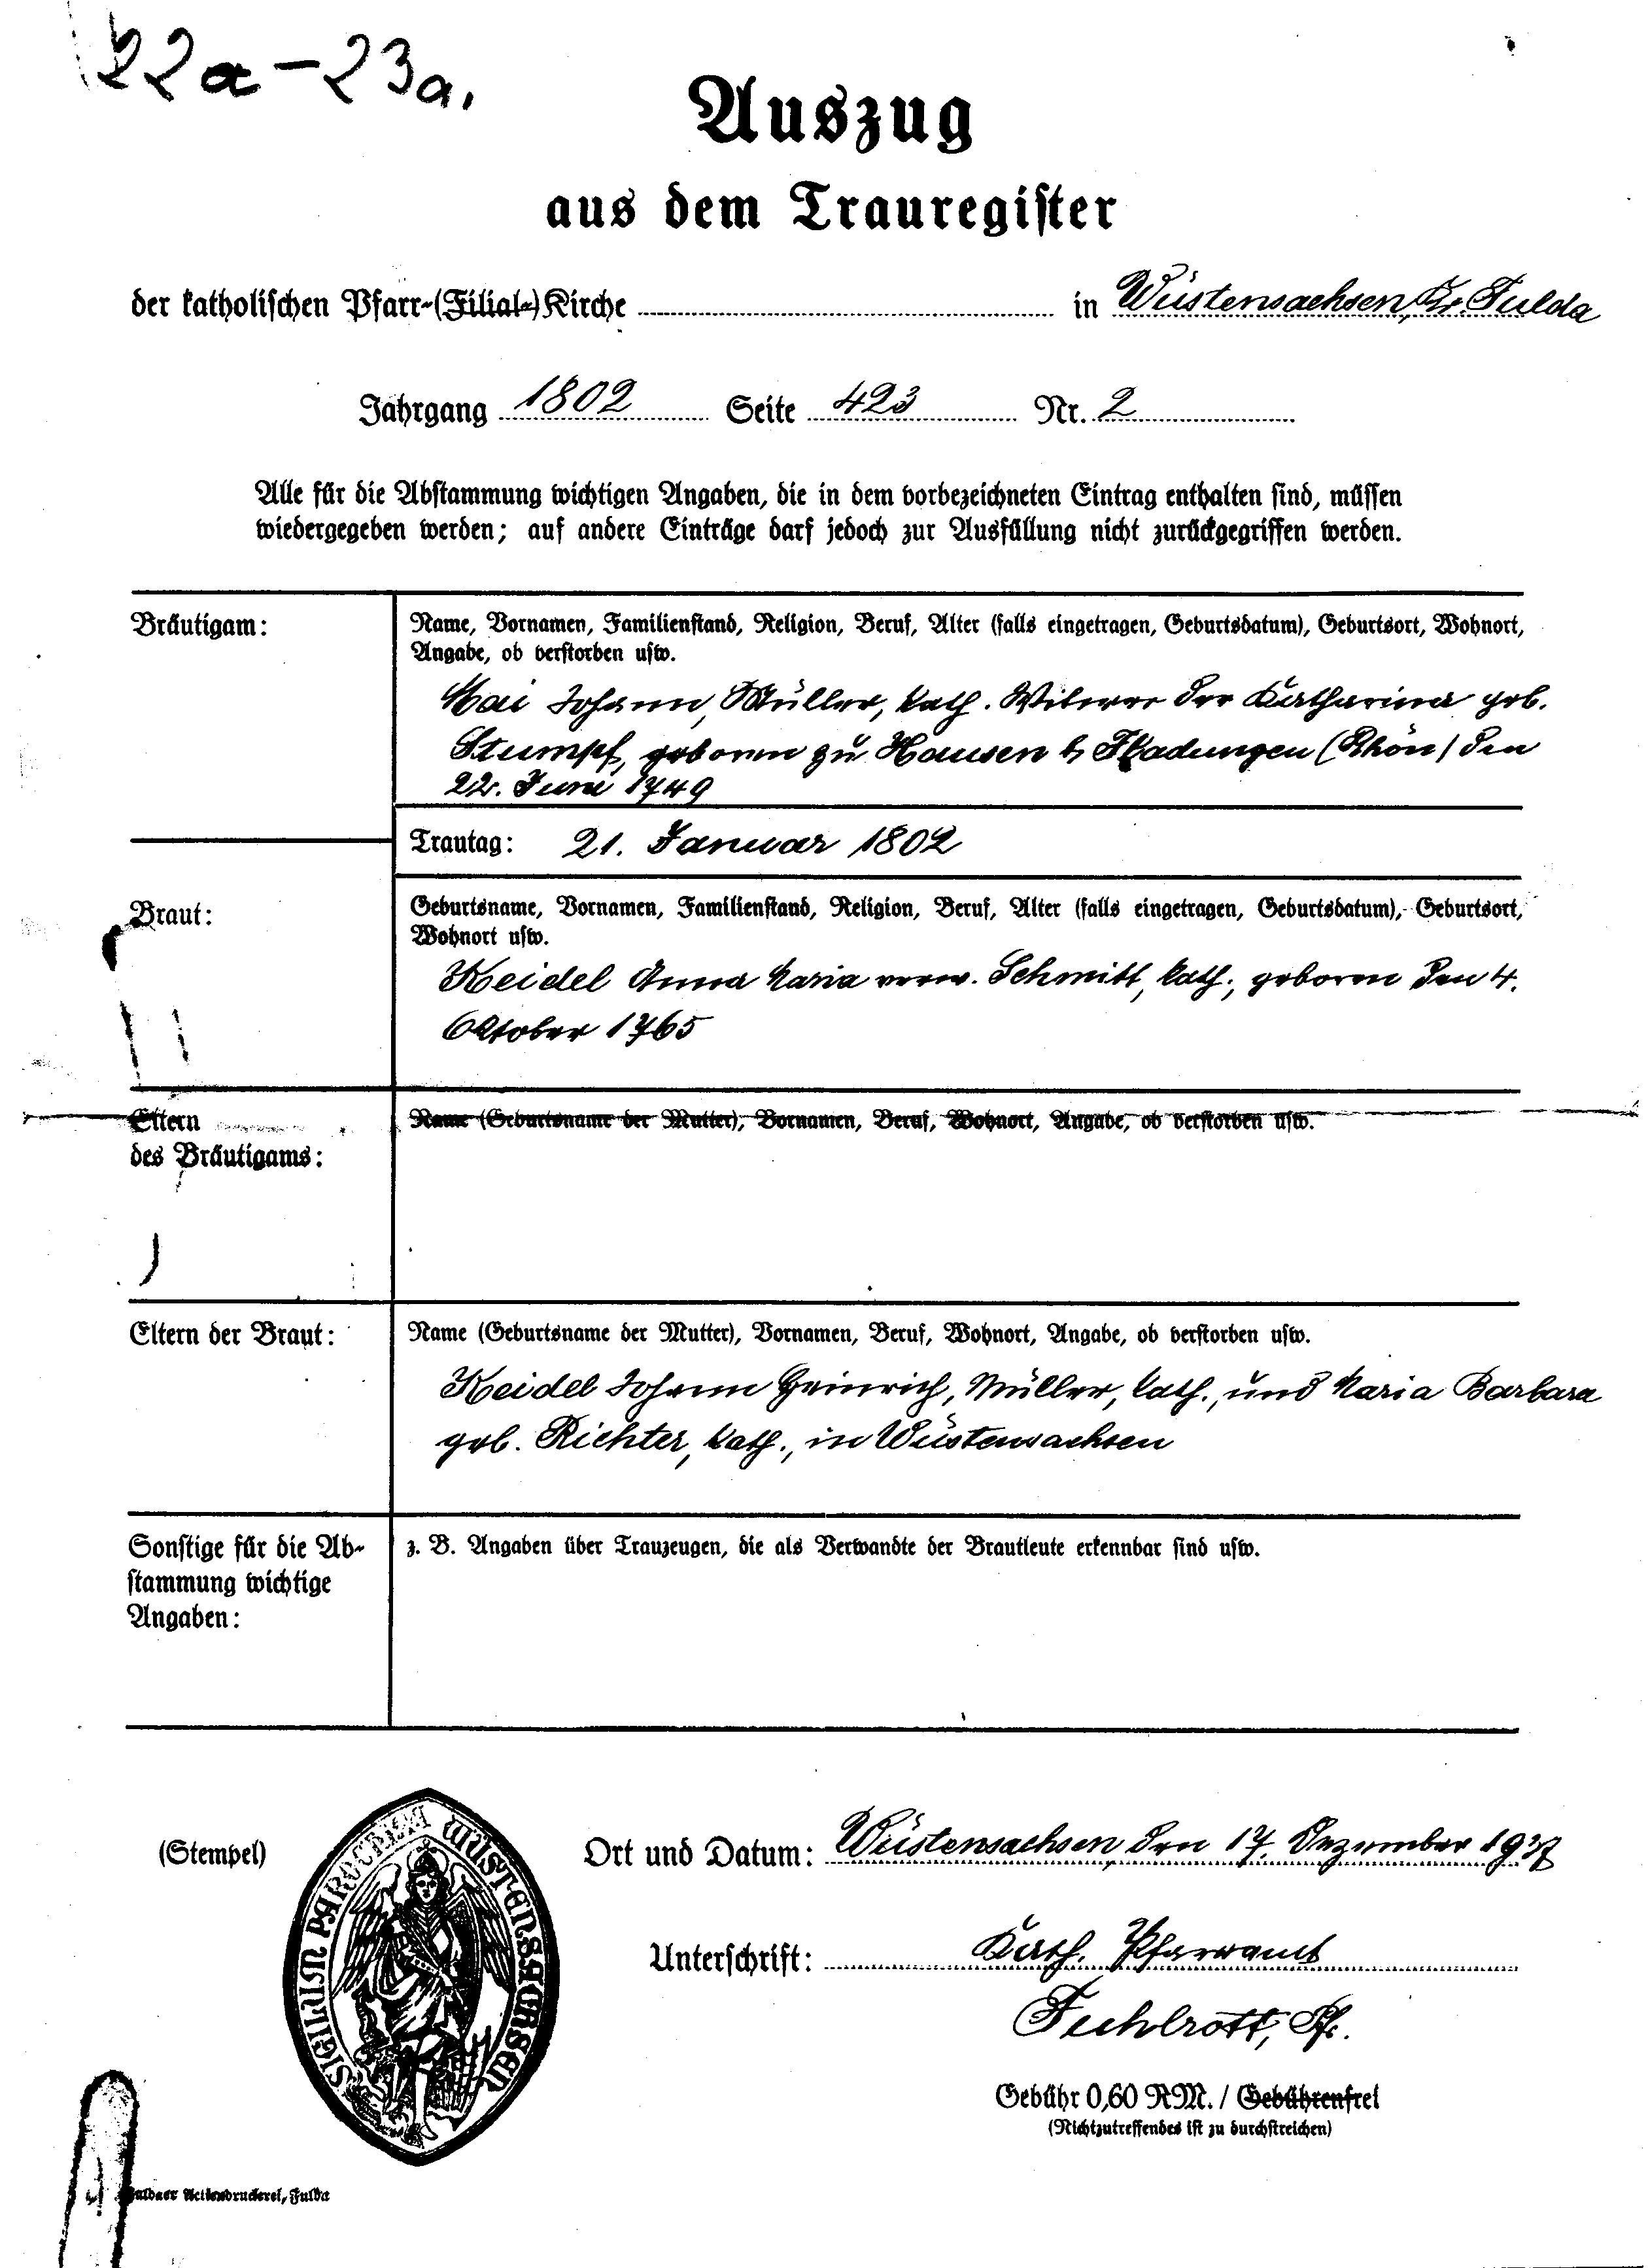 22a-23a.
Auszug
aus dem Trauregister
der katholischen Pfarr-(Filial-)Kirche in Wüstensachsen, Kr. Fulda
Jahrgang 1802 Seite 423 Nr. 2
Alle für die Abstammung wichtigen Angaben, die in dem vorbezeichneten Eintrag enthalten sind, müssen
wiedergegeben werden; auf andere Einträge darf jedoch zur Ausfüllung nicht zurückgegriffen werden.
Bräutigam:
Name, Vornamen, Familienstand, Religion, Beruf, Alter (falls eingetragen, Geburtsdatum), Geburtsort, Wohnort,
Angabe, ob verstorben usw.
Mai Johann, Müller, kath. Witwer der Katharina geb.
Stumpf, geboren zu Hausen b. Fladungen (Rhön) den
22. Juni 1749
Trautag: 21. Januar 1802
Braut:
Geburtsname, Vornamen, Familienstand, Religion, Beruf, Alter (falls eingetragen, Geburtsdatum), Geburtsort,
Wohnort usw.
Keidel Anna Maria verw. Schmitt, kath., geboren den 4.
Oktober 1765
Eltern
des Bräutigams:
Name (Geburtsname der Mutter), Vornamen, Beruf, Wohnort, Angabe, ob verstorben usw.
Eltern der Braut:
Name (Geburtsname der Mutter), Vornamen, Beruf, Wohnort, Angabe, ob verstorben usw.
Keidel Johann Heinrich, Müller, kath., und Maria Barbara
geb. Richter, kath., in Wüstensachsen
Sonstige für die Ab-
stammung wichtige
Angaben:
z. B. Angaben über Trauzeugen, die als Verwandte der Brautleute erkennbar sind usw.
(Stempel)
SIGILLUM PAROCHIAE WÜSTENSACHSEN
Ort und Datum: Wüstensachsen, den 17. Dezember 1937
Unterschrift: Kath. Pfarramt
Fuhlrott, Pfr.
Gebühr 0,60 RM. / Gebührenfrei
(Nichtzutreffendes ist zu durchstreichen)
Fuldaer Actiendruckerei, Fulda